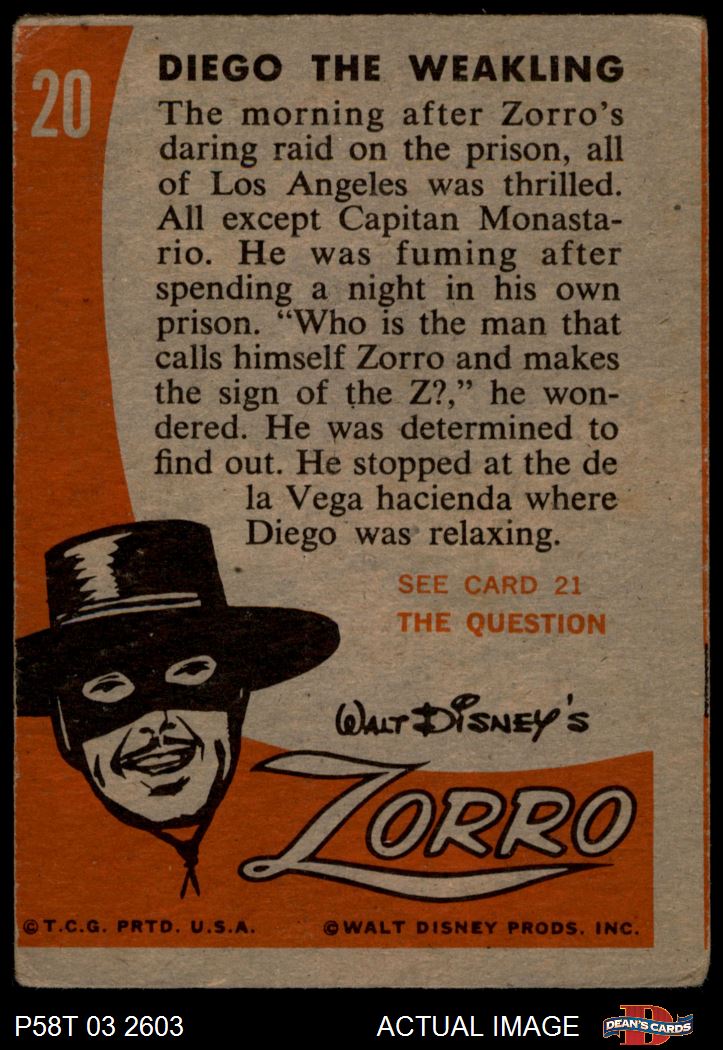 20
DIEGO THE WEAKLING
The morning after Zorro's
daring raid on the prison, all
of Los Angeles was thrilled.
All except Capitan Monasta-
rio. He was fuming after
spending a night in his own
prison. "Who is the man that
calls himself Zorro and makes
the sign of the Z?," he won-
dered. He was determined to
find out. He stopped at the de
la Vega hacienda where
Diego was relaxing.
SEE CARD 21
THE QUESTION
WALT DISNEY'S
ZORRO
© T.C.G. PRTD. U.S.A. © WALT DISNEY PRODS. INC.
P58T 03 2603 ACTUAL IMAGE D DEAN'S CARDS